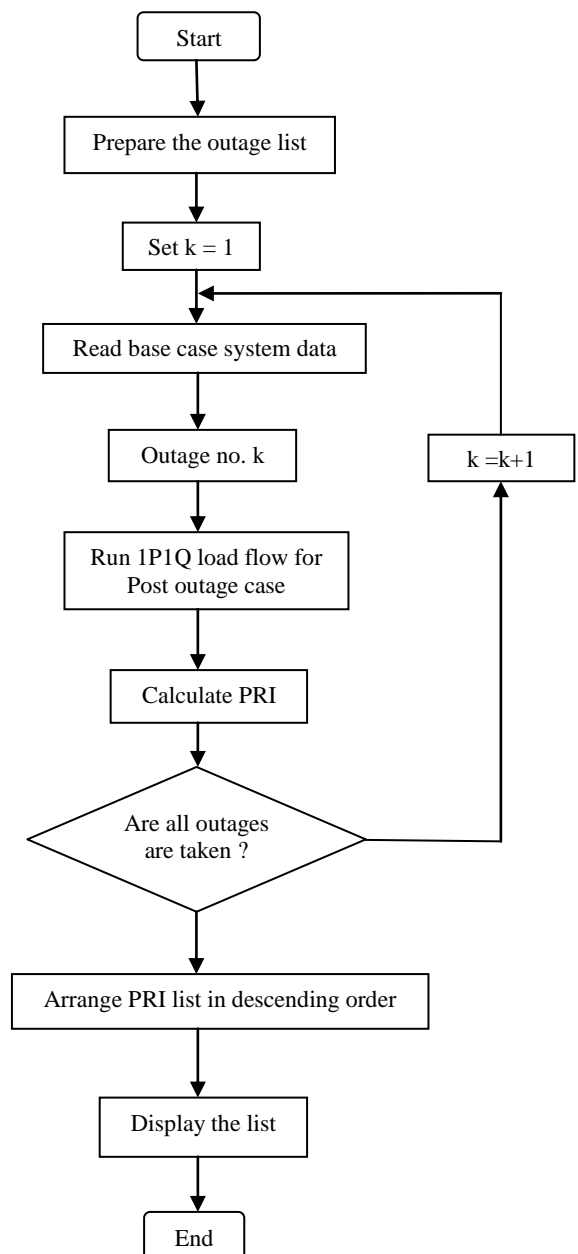 Start
Prepare the outage list
Set k = 1
Read base case system data
Outage no. k
k =k+1
Run 1P1Q load flow for
Post outage case
Calculate PRI
Are all outages
are taken ?
Arrange PRI list in descending order
Display the list
End